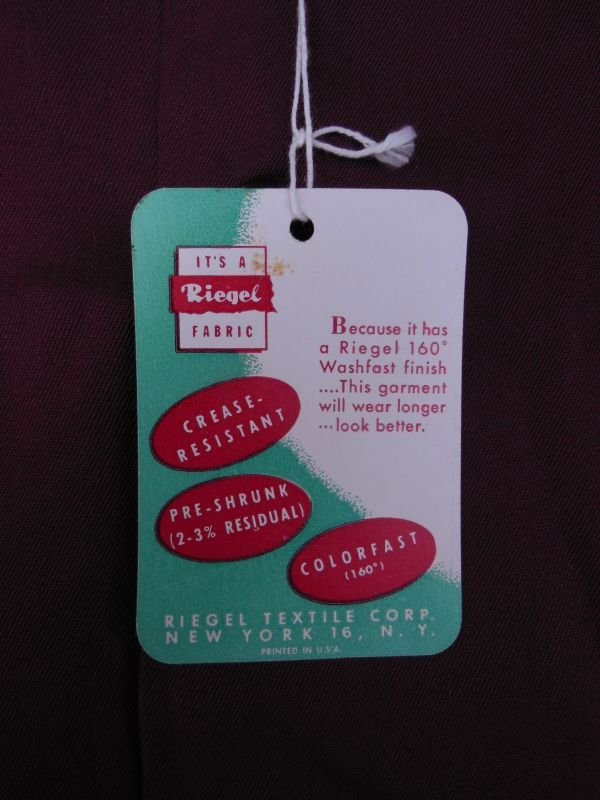 IT'S A
Riegel
FABRIC
Because it has
a Riegel 160°
Washfast finish
....This garment
will wear longer
...look better.
CREASE-
RESISTANT
PRE-SHRUNK
(2-3% RESIDUAL)
COLORFAST
(160°)
RIEGEL TEXTILE CORP.
NEW YORK 16, N. Y.
PRINTED IN U.S.A.